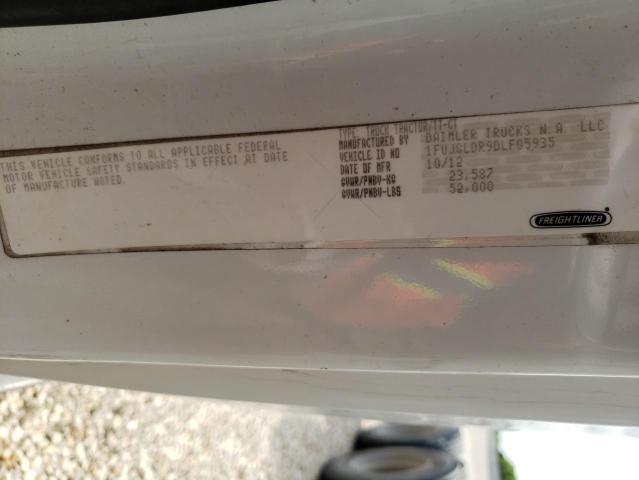 THIS VEHICLE CONFORMS TO ALL APPLICABLE FEDERAL
MOTOR VEHICLE SAFETY STANDARDS IN EFFECT AT DATE
OF MANUFACTURE NOTED.
TYPE: TRUCK TRACTOR/TT-CT
MANUFACTURED BY DAIMLER TRUCKS N.A. LLC
VEHICLE ID NO 1FUJGLDR9DLFG5935
DATE OF MFR 10/12
GVWR/PNBV-KG 23,587
GVWR/PNBV-LBS 52,000
FREIGHTLINER